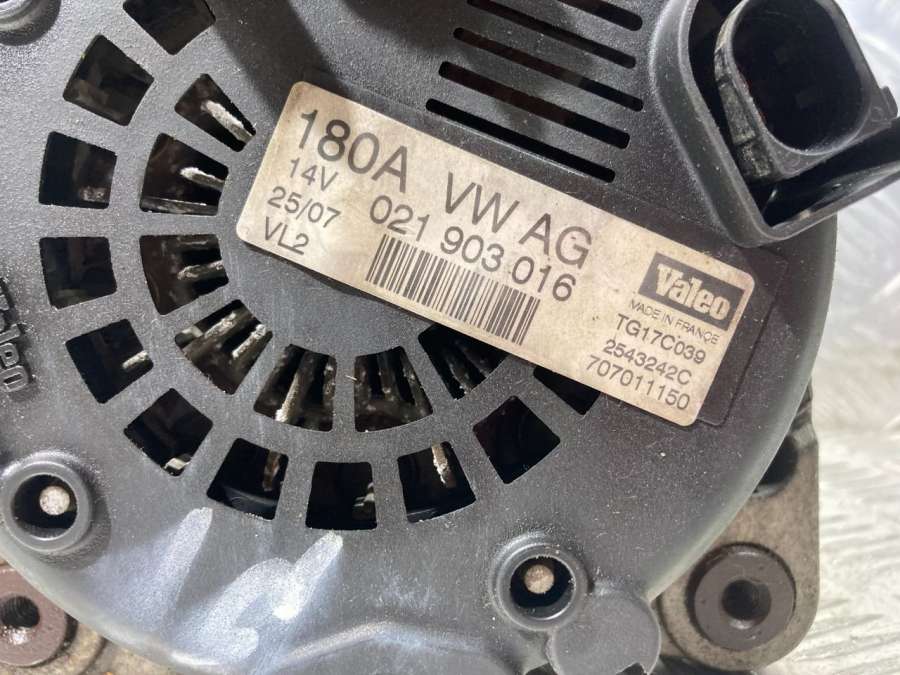 180A VW AG
14V 021 903 016
25/07
VL2
Valeo
MADE IN FRANCE
TG17C039
2543242C
707011150